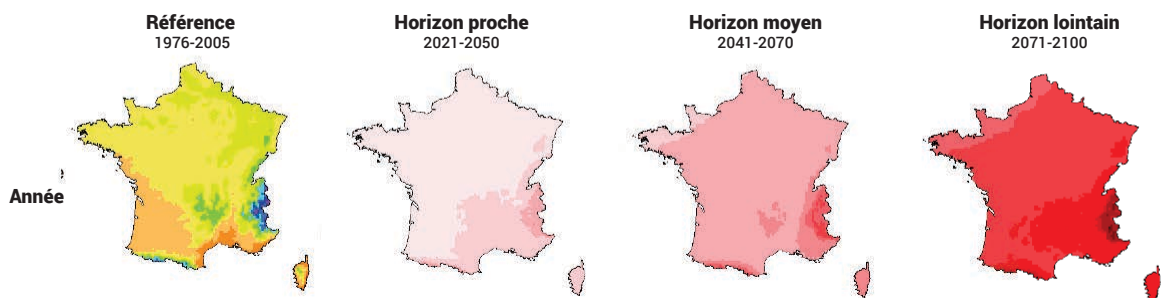 Référence
1976-2005
Horizon proche
2021-2050
Horizon moyen
2041-2070
Horizon lointain
2071-2100
Année